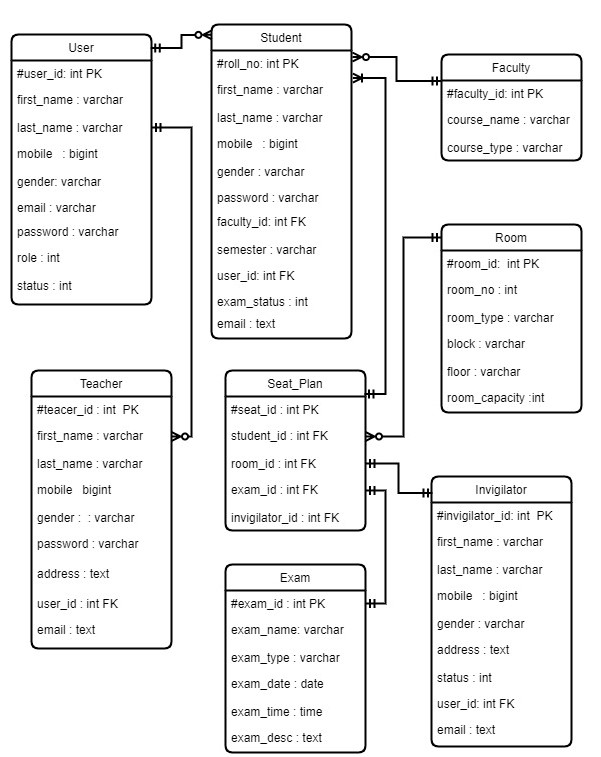 User
#user_id: int PK
first_name : varchar
last_name : varchar
mobile : bigint
gender: varchar
email : varchar
password : varchar
role : int
status : int
Student
#roll_no: int PK
first_name : varchar
last_name : varchar
mobile : bigint
gender : varchar
password : varchar
faculty_id: int FK
semester : varchar
user_id: int FK
exam_status : int
email : text
Faculty
#faculty_id: int PK
course_name : varchar
course_type : varchar
Room
#room_id: int PK
room_no : int
room_type : varchar
block : varchar
floor : varchar
room_capacity :int
Teacher
#teacer_id : int PK
first_name : varchar
last_name : varchar
mobile bigint
gender : : varchar
password : varchar
address : text
user_id : int FK
email : text
Seat_Plan
#seat_id : int PK
student_id : int FK
room_id : int FK
exam_id : int FK
invigilator_id : int FK
Invigilator
#invigilator_id: int PK
first_name : varchar
last_name : varchar
mobile : bigint
gender : varchar
address : text
status : int
user_id: int FK
email : text
Exam
#exam_id : int PK
exam_name: varchar
exam_type : varchar
exam_date : date
exam_time : time
exam_desc : text